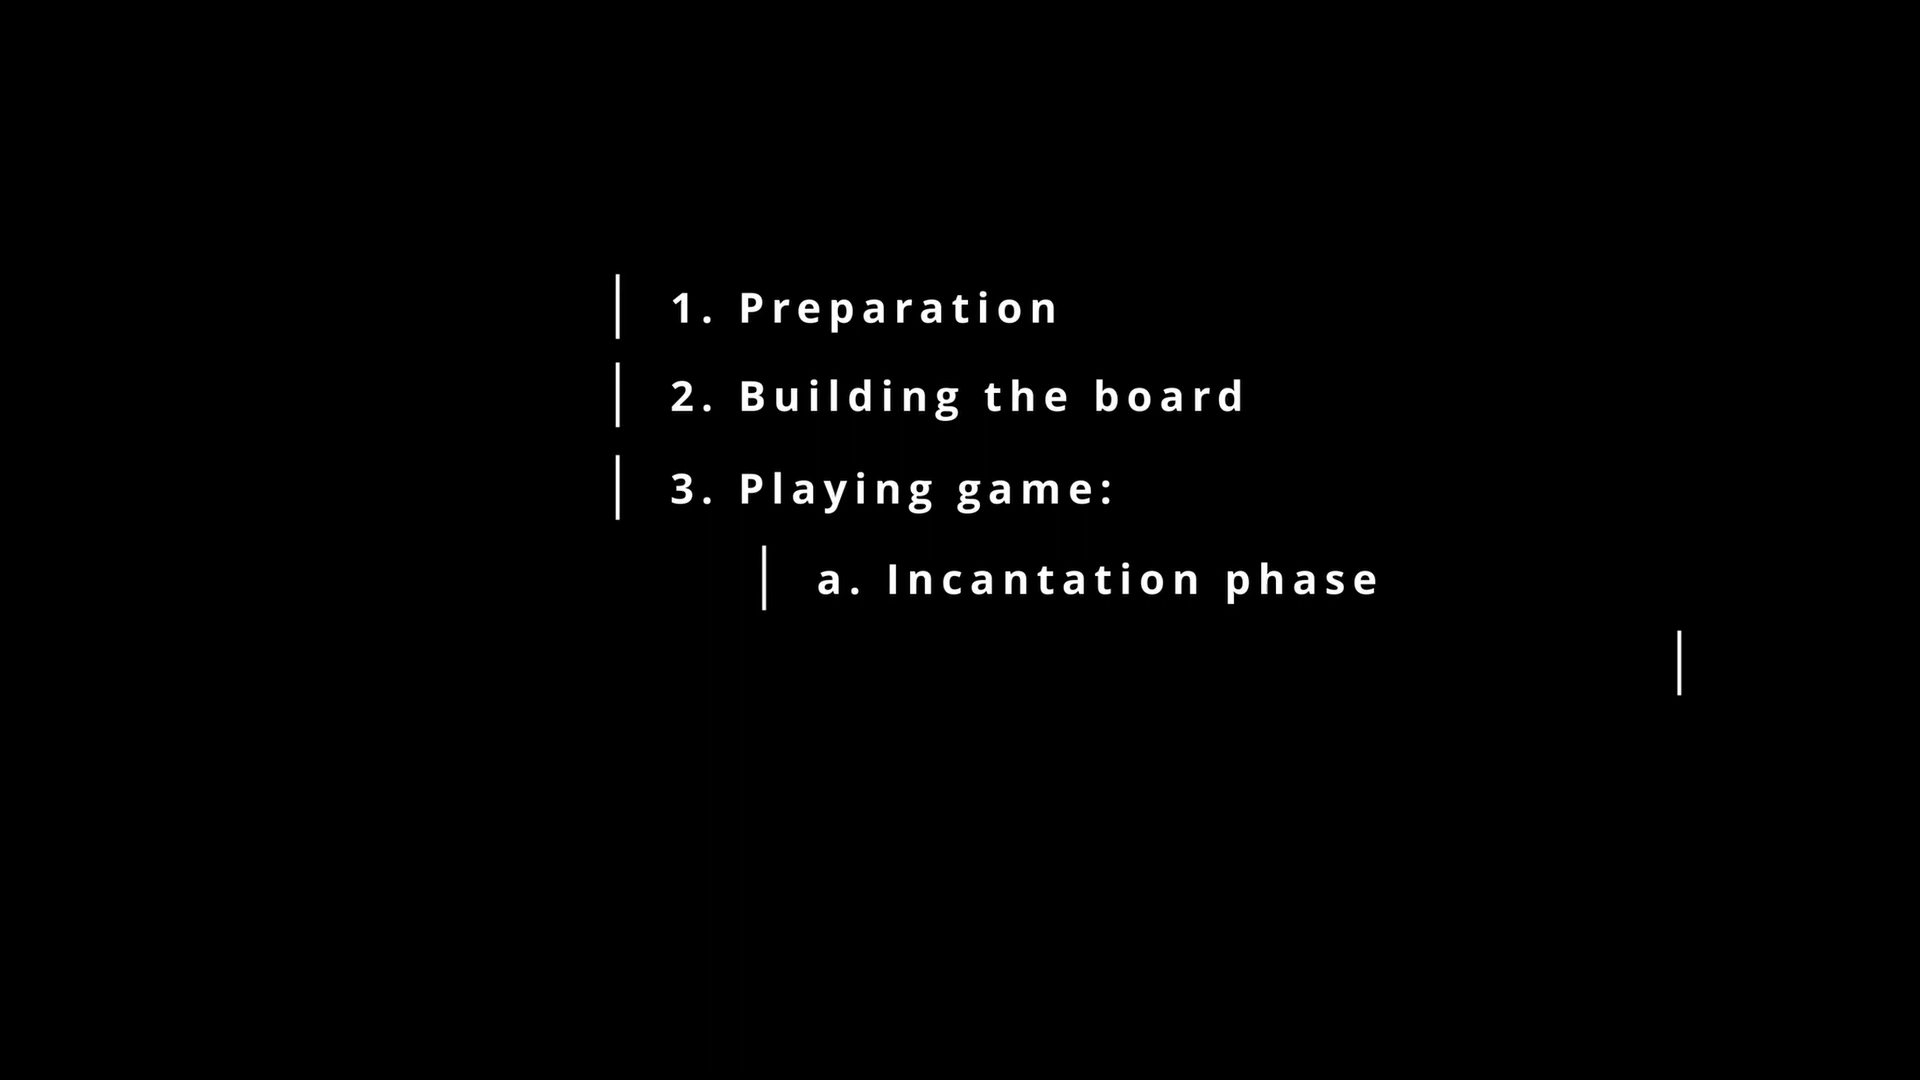 1. Preparation
2. Building the board
3. Playing game:
a. Incantation phase